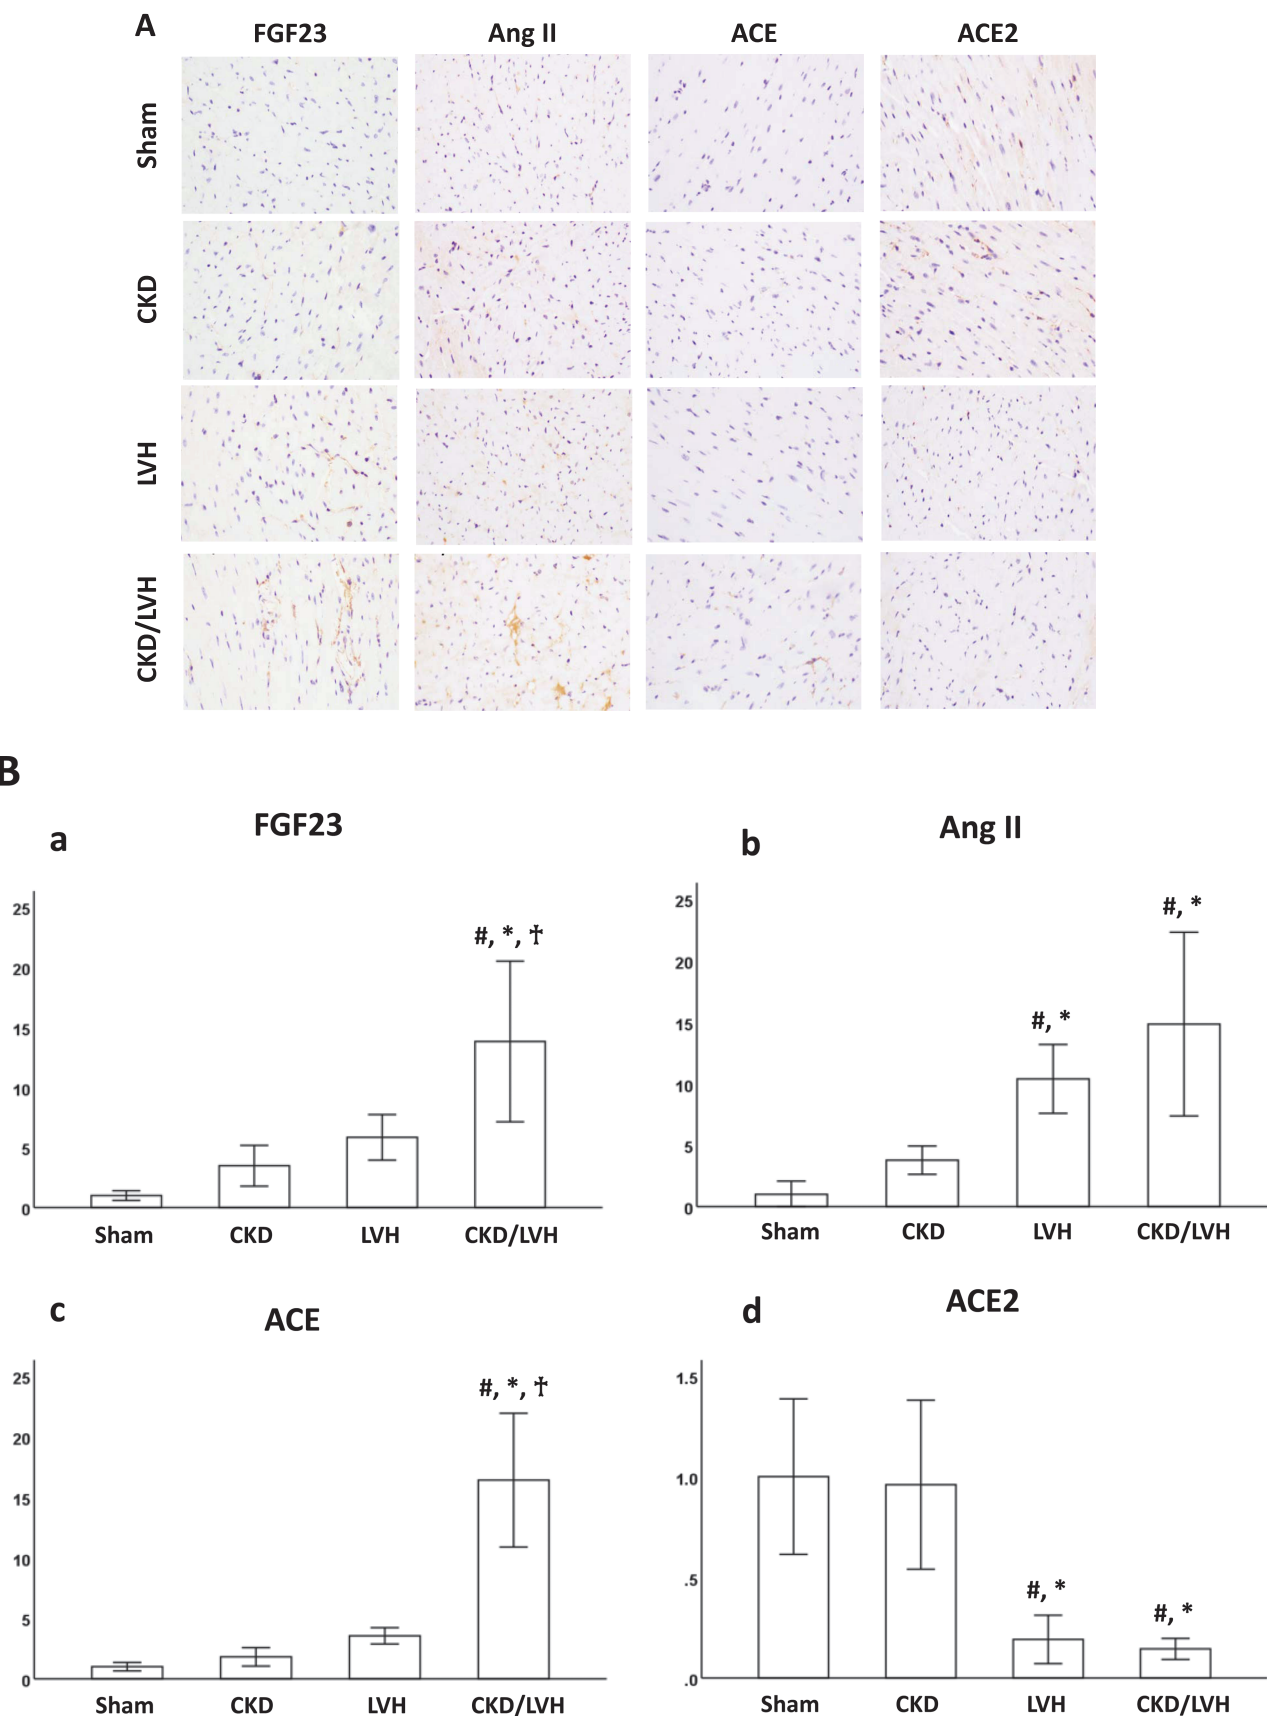 A
FGF23 Ang II ACE ACE2
Sham
CKD
LVH
CKD/LVH
B
a FGF23
25
20
15
10
5
0
#, *, †
Sham CKD LVH CKD/LVH
b Ang II
25
20
15
10
5
0
#, *
#, *
Sham CKD LVH CKD/LVH
c ACE
25
20
15
10
5
0
#, *, †
Sham CKD LVH CKD/LVH
d ACE2
1.5
1.0
.5
.0
#, *
#, *
Sham CKD LVH CKD/LVH